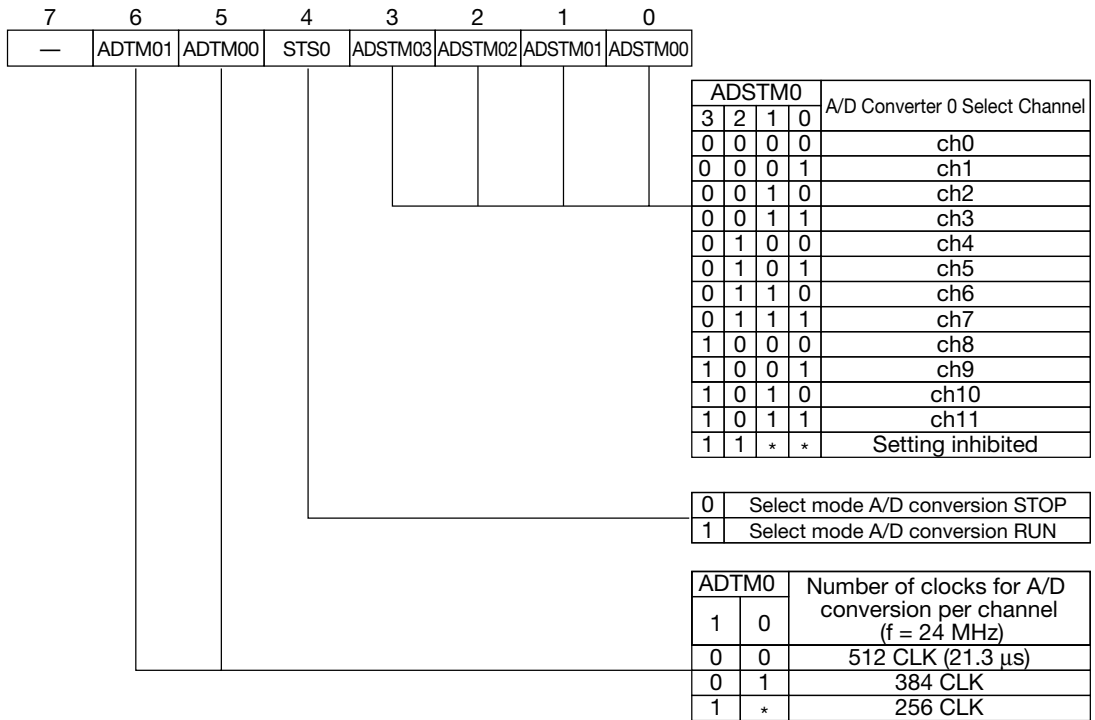 7 6 5 4 3 2 1 0
— ADTM01 ADTM00 STS0 ADSTM03 ADSTM02 ADSTM01 ADSTM00
ADSTM0 A/D Converter 0 Select Channel
3 2 1 0
0 0 0 0 ch0
0 0 0 1 ch1
0 0 1 0 ch2
0 0 1 1 ch3
0 1 0 0 ch4
0 1 0 1 ch5
0 1 1 0 ch6
0 1 1 1 ch7
1 0 0 0 ch8
1 0 0 1 ch9
1 0 1 0 ch10
1 0 1 1 ch11
1 1 * * Setting inhibited
0 Select mode A/D conversion STOP
1 Select mode A/D conversion RUN
ADTM0
1 0
Number of clocks for A/D
conversion per channel
(f = 24 MHz)
0 0 512 CLK (21.3 μs)
0 1 384 CLK
1 * 256 CLK